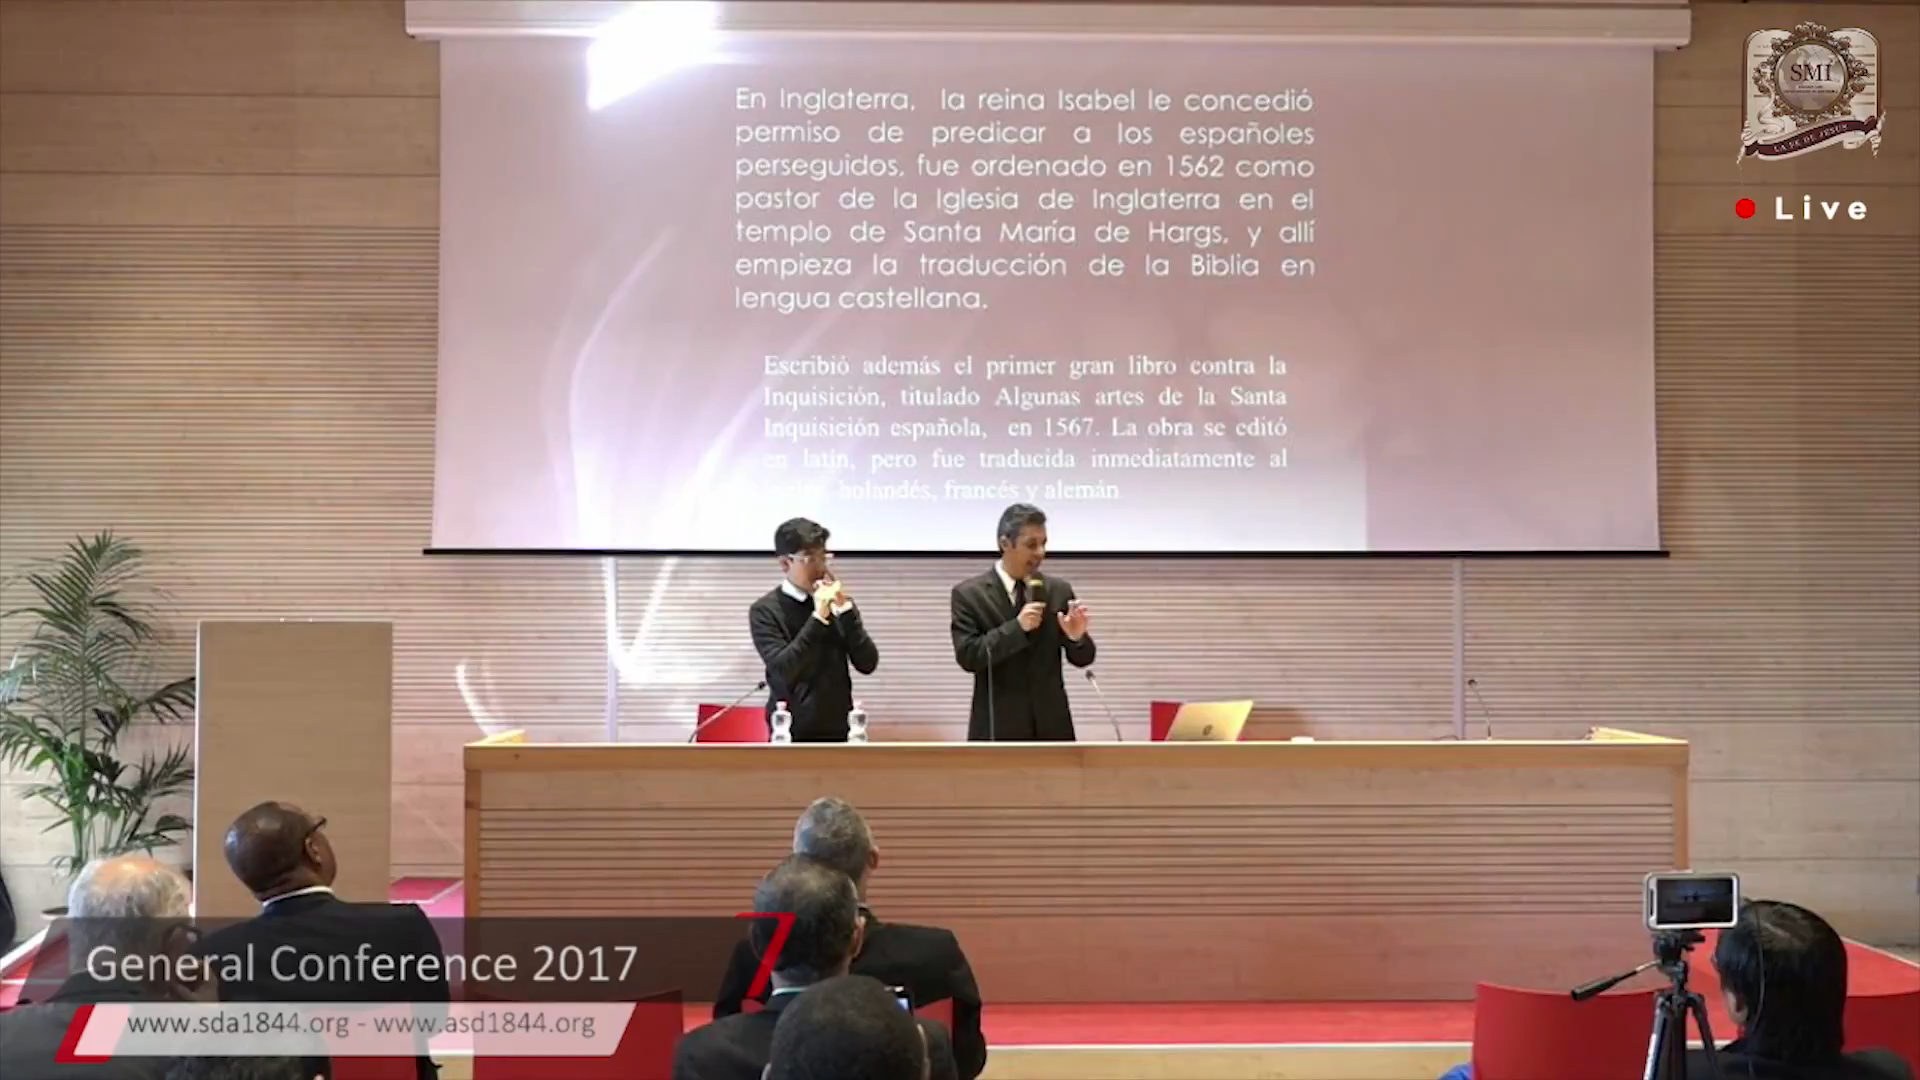 En Inglaterra, la reina Isabel le concedió
permiso de predicar a los españoles
perseguidos, fue ordenado en 1562 como
pastor de la Iglesia de Inglaterra en el
templo de Santa María de Hargs, y allí
empieza la traducción de la Biblia en
lengua castellana.
Escribió además el primer gran libro contra la
Inquisición, titulado Algunas artes de la Santa
Inquisición española, en 1567. La obra se editó
en latín, pero fue traducida inmediatamente al
holandés, francés y alemán
SMI
LA FE DE JESUS
Live
General Conference 2017
www.sda1844.org - www.asd1844.org